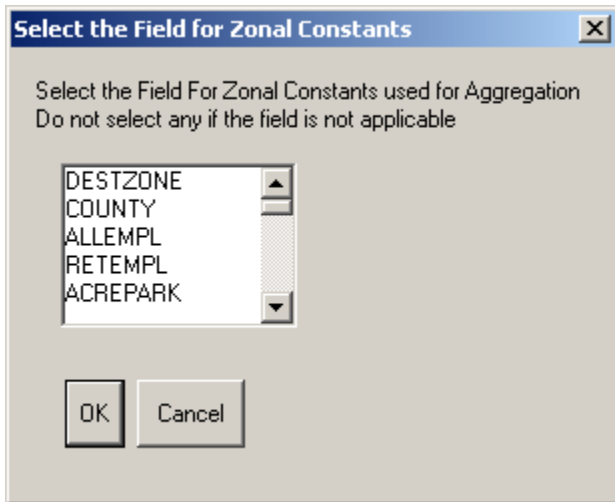 Select the Field for Zonal Constants
Select the Field For Zonal Constants used for Aggregation
Do not select any if the field is not applicable
DESTZONE
COUNTY
ALLEMPL
RETEMPL
ACREPARK
OK
Cancel